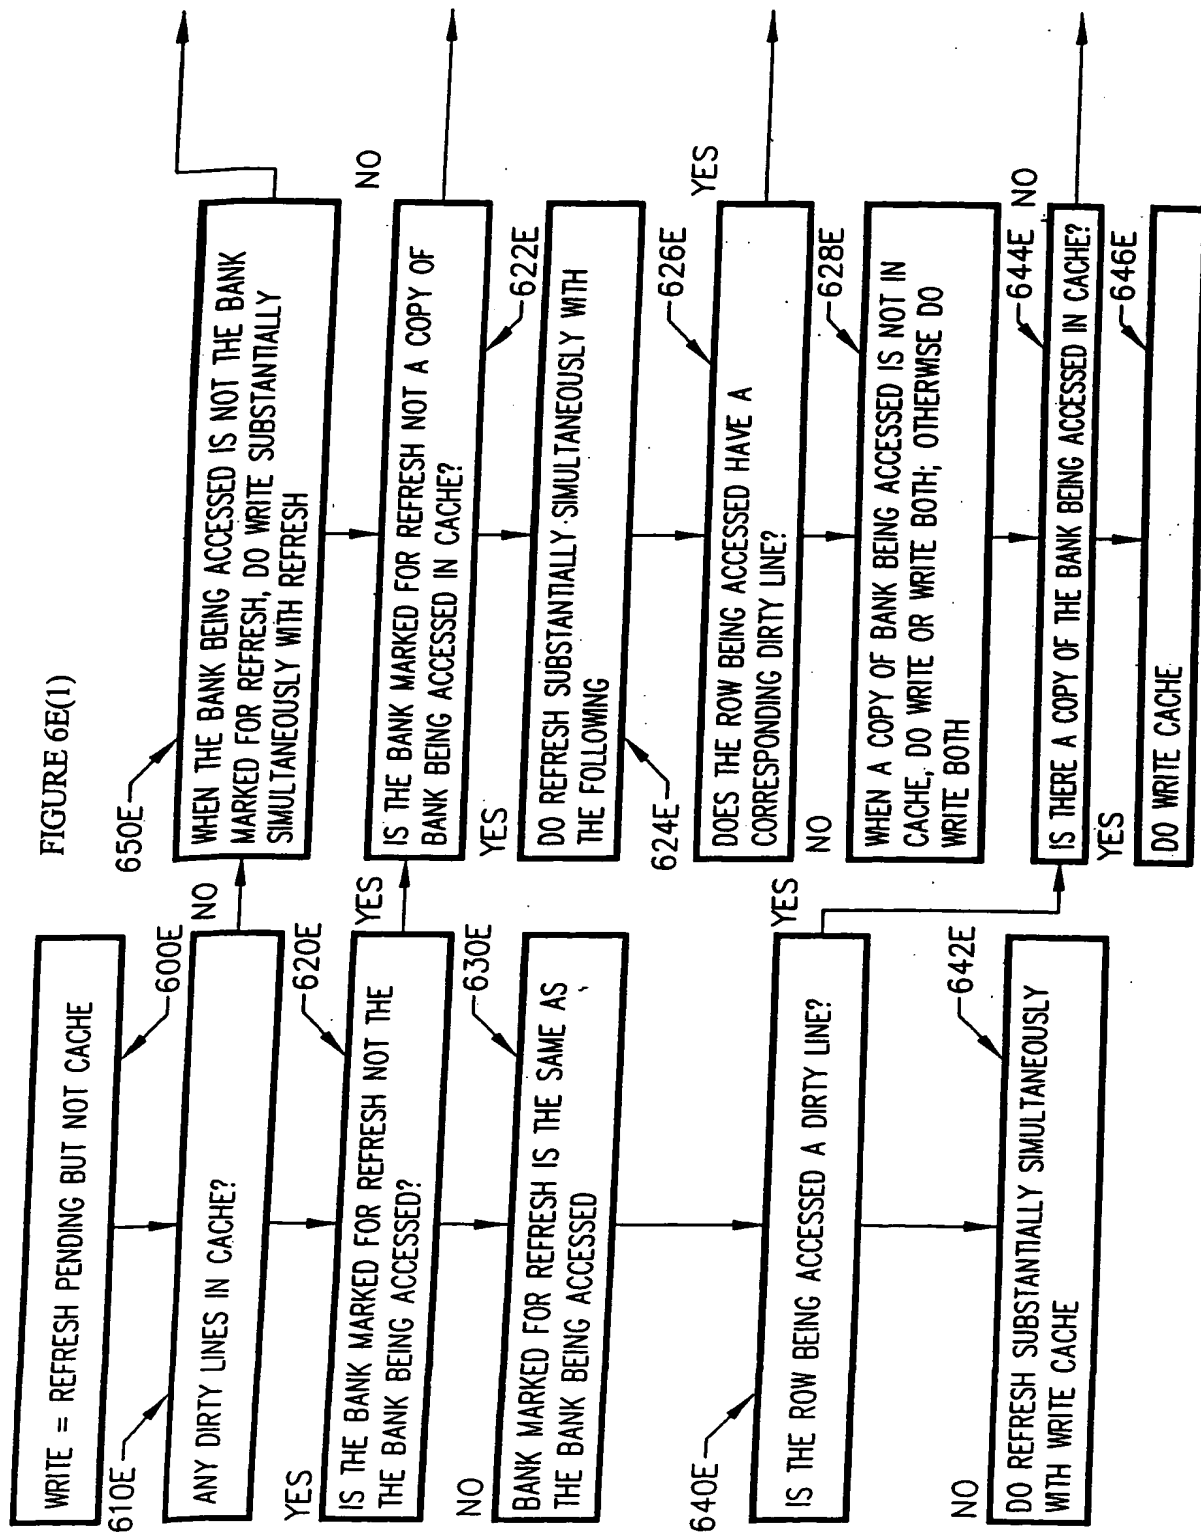 FIGURE 6E(1)
WRITE = REFRESH PENDING BUT NOT CACHE
600E
610E
ANY DIRTY LINES IN CACHE?
NO
YES
620E
IS THE BANK MARKED FOR REFRESH NOT THE
THE BANK BEING ACCESSED?
YES
NO
630E
BANK MARKED FOR REFRESH IS THE SAME AS
THE BANK BEING ACCESSED
640E
IS THE ROW BEING ACCESSED A DIRTY LINE?
YES
NO
642E
DO REFRESH SUBSTANTIALLY SIMULTANEOUSLY
WITH WRITE CACHE
650E
WHEN THE BANK BEING ACCESSED IS NOT THE BANK
MARKED FOR REFRESH, DO WRITE SUBSTANTIALLY
SIMULTANEOUSLY WITH REFRESH
NO
IS THE BANK MARKED FOR REFRESH NOT A COPY OF
BANK BEING ACCESSED IN CACHE?
YES
622E
DO REFRESH SUBSTANTIALLY SIMULTANEOUSLY WITH
THE FOLLOWING
624E
626E
YES
DOES THE ROW BEING ACCESSED HAVE A
CORRESPONDING DIRTY LINE?
NO
628E
WHEN A COPY OF BANK BEING ACCESSED IS NOT IN
CACHE, DO WRITE OR WRITE BOTH; OTHERWISE DO
WRITE BOTH
644E
NO
IS THERE A COPY OF THE BANK BEING ACCESSED IN CACHE?
YES
646E
DO WRITE CACHE